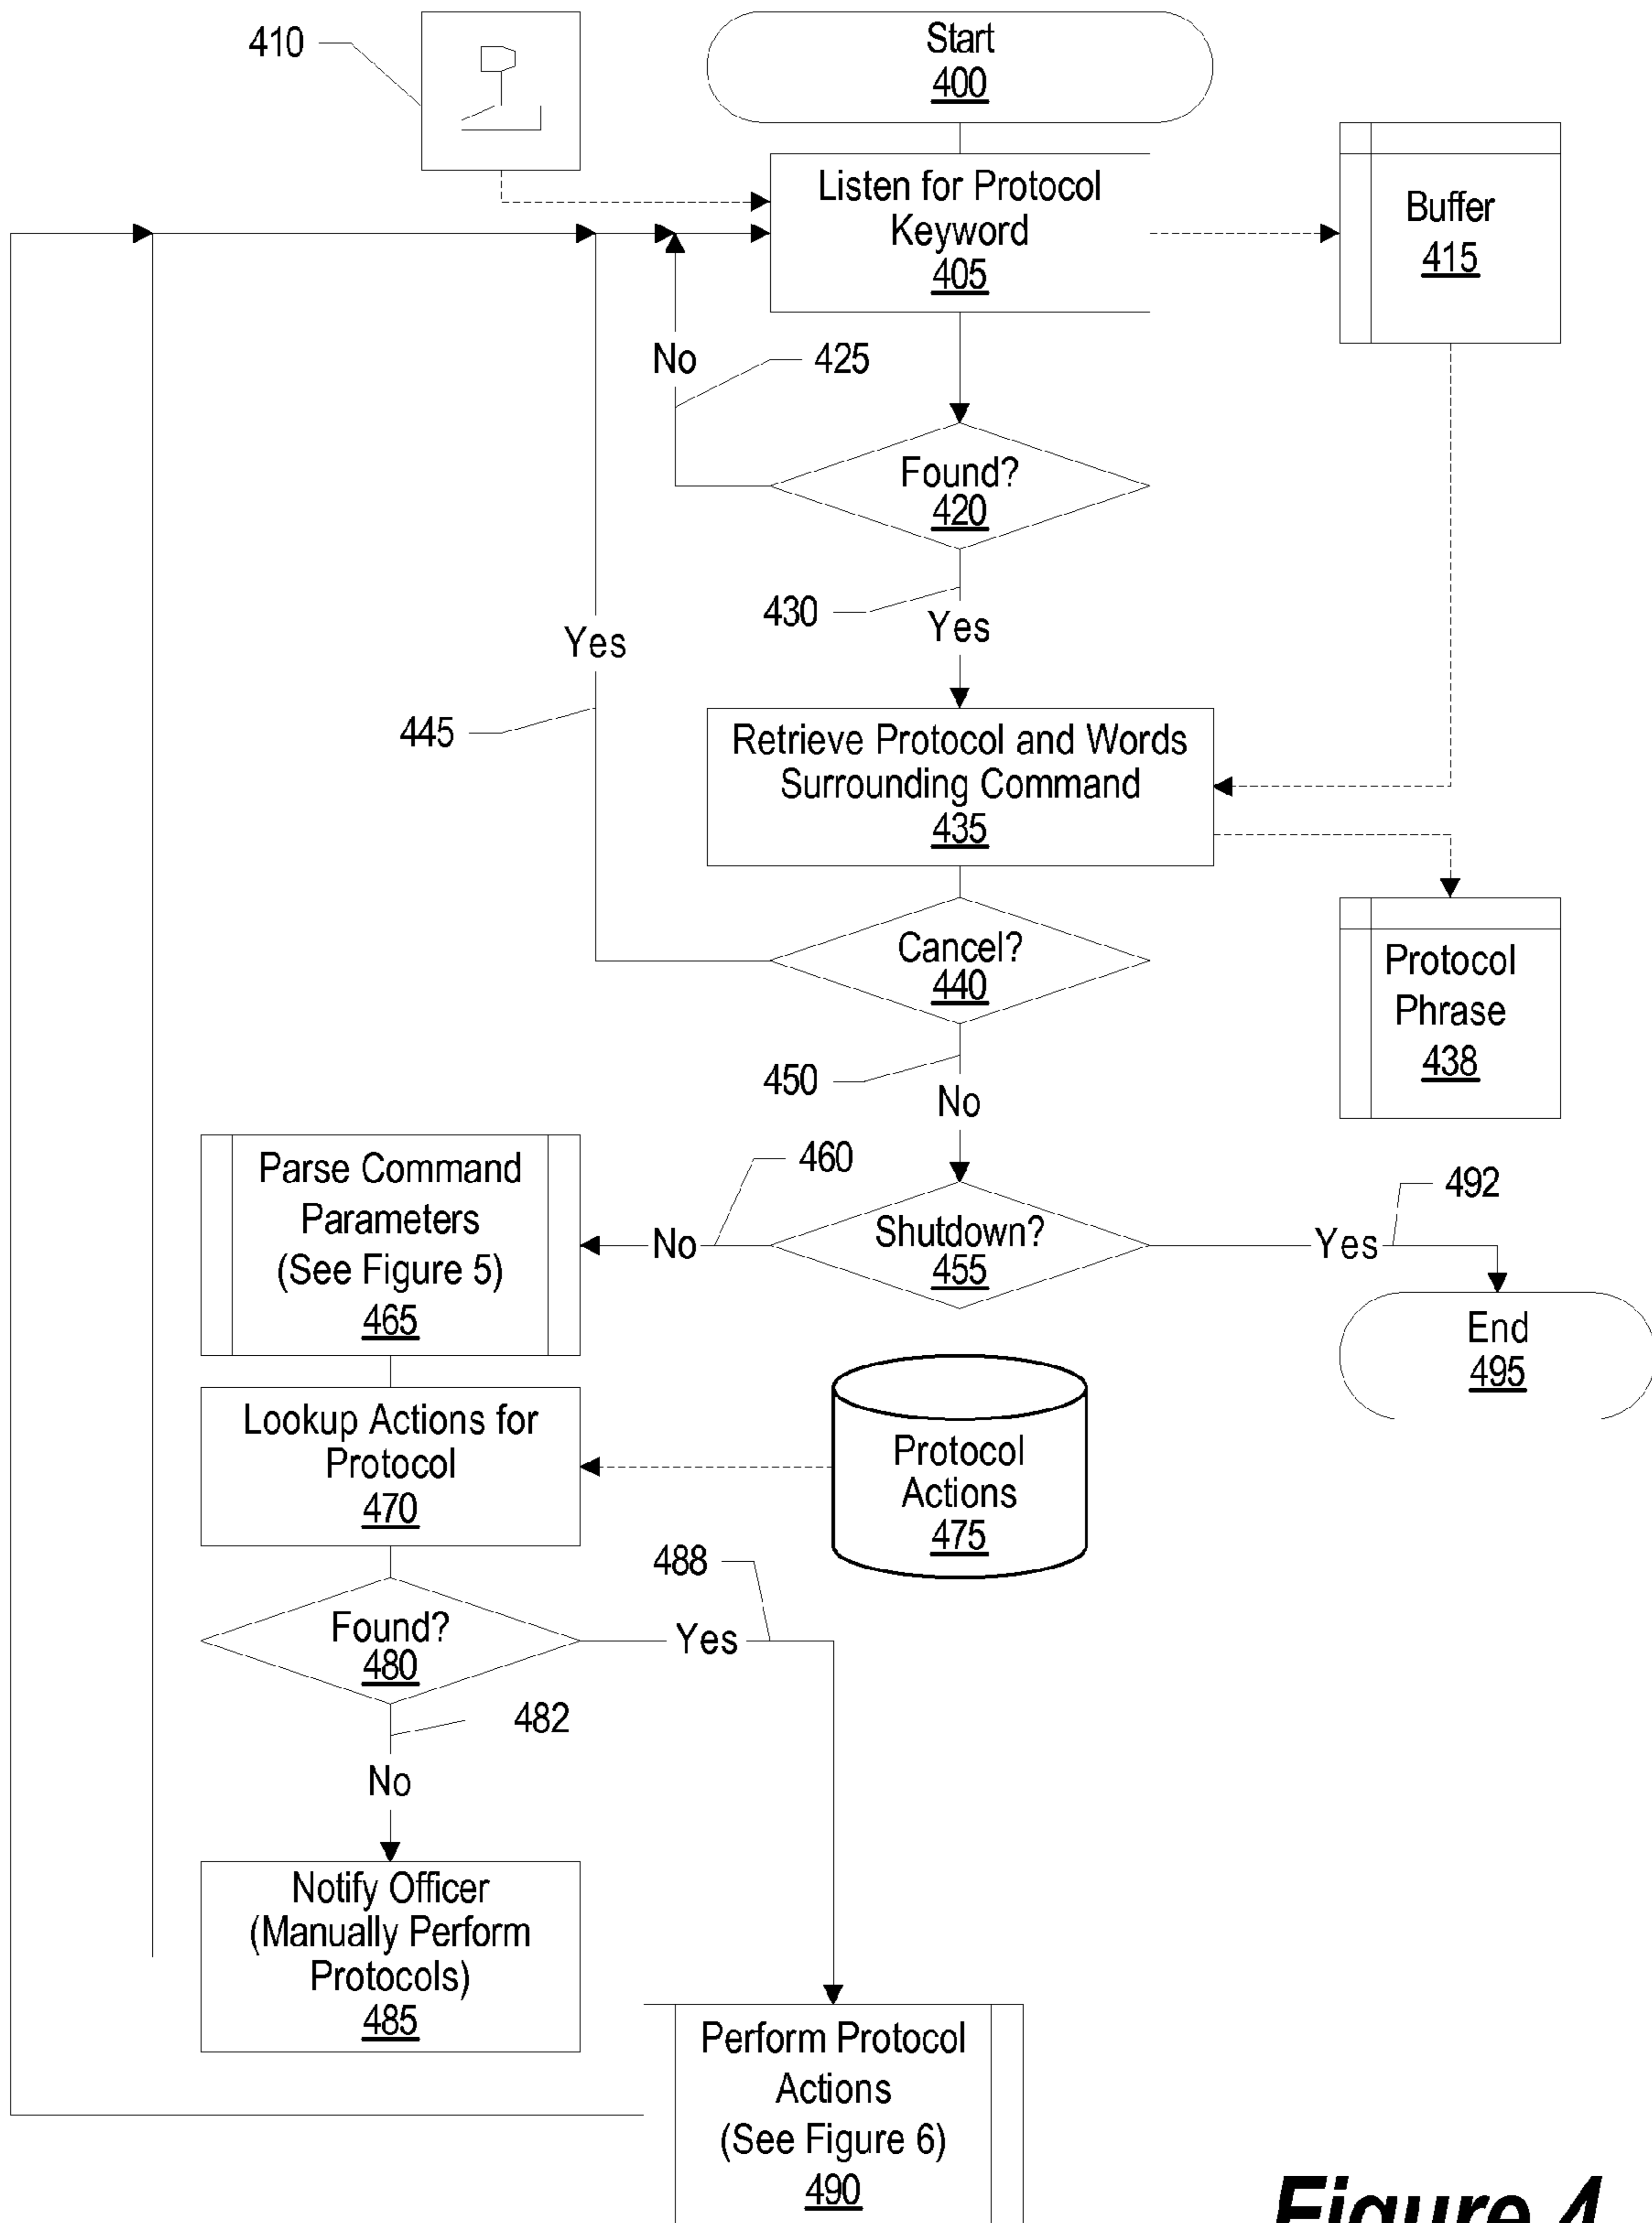 410
Start
400
Listen for Protocol
Keyword
405
Buffer
415
No
425
Found?
420
430
Yes
Yes
445
Retrieve Protocol and Words
Surrounding Command
435
Cancel?
440
Protocol
Phrase
438
450
No
Parse Command
Parameters
(See Figure 5)
465
460
No
Shutdown?
455
Yes
492
End
495
Lookup Actions for
Protocol
470
Protocol
Actions
475
488
Found?
480
Yes
482
No
Notify Officer
(Manually Perform
Protocols)
485
Perform Protocol
Actions
(See Figure 6)
490
Figure 4